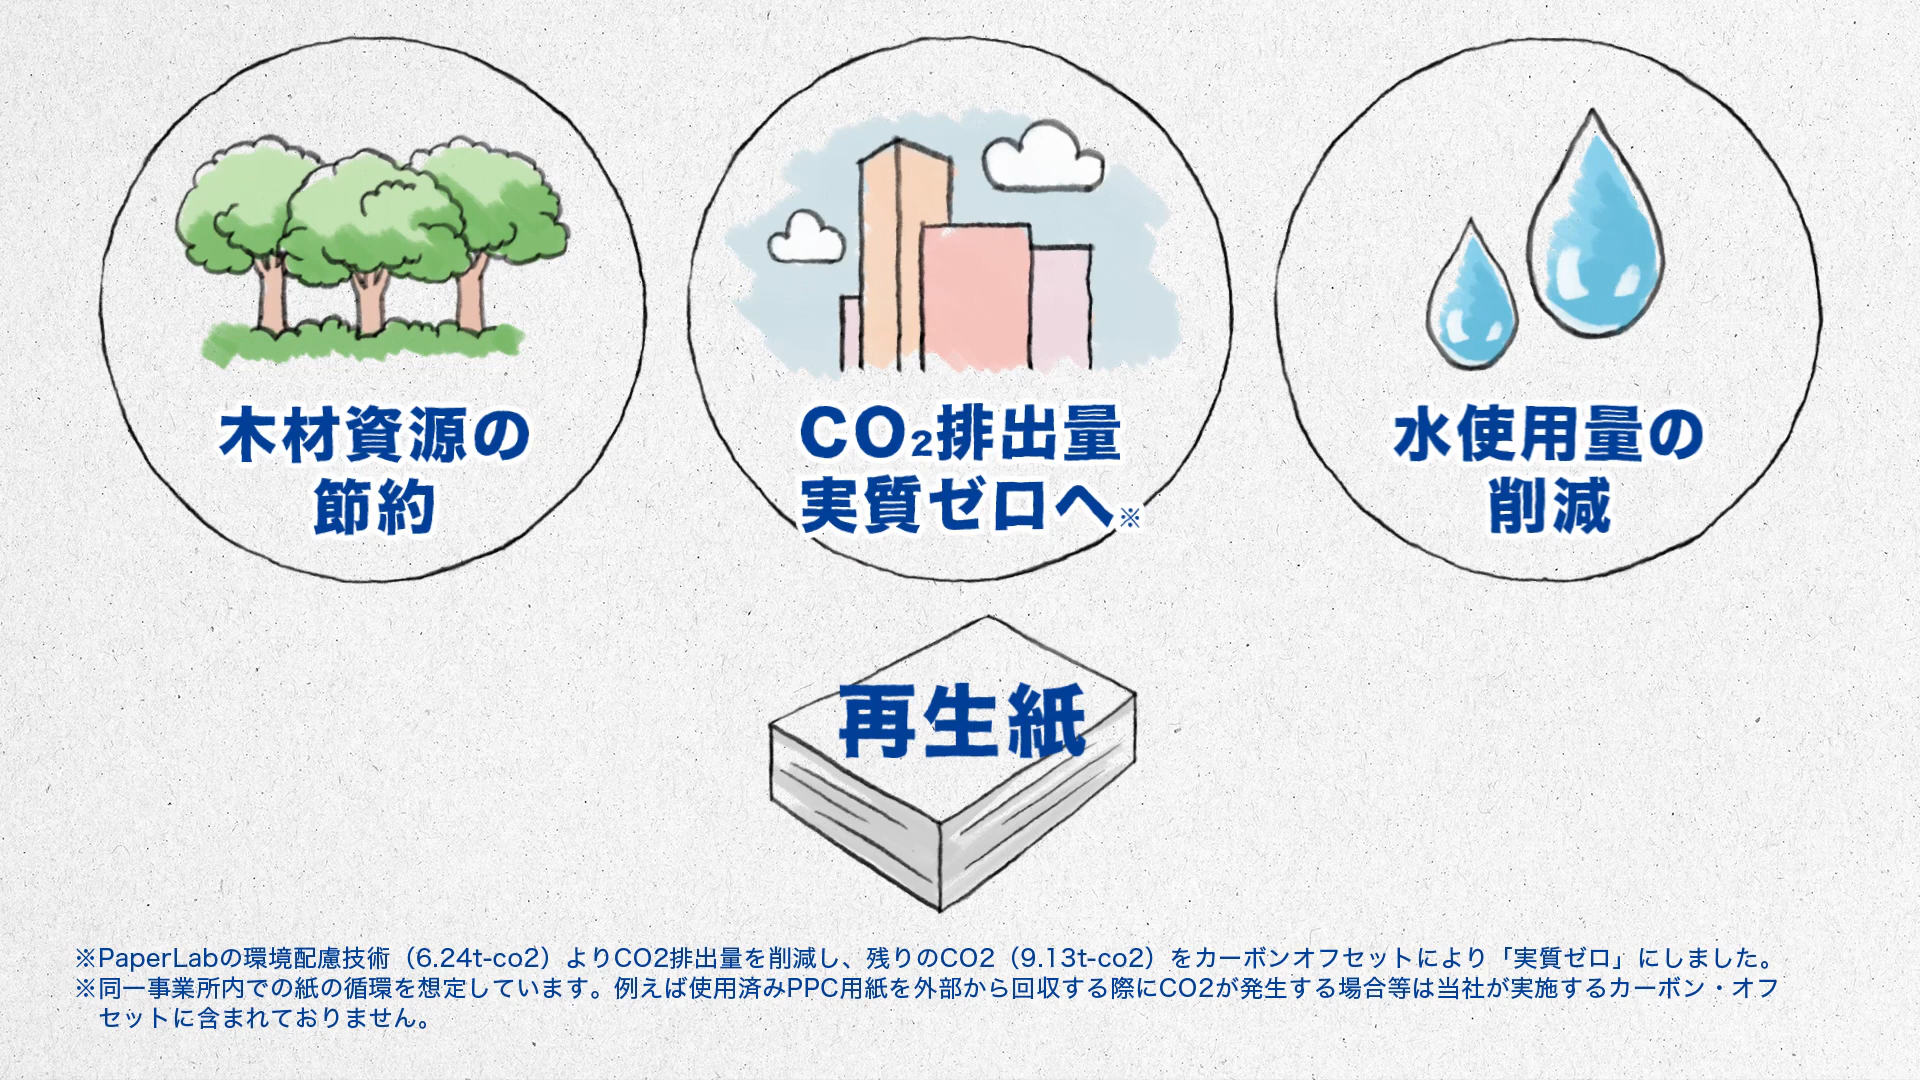 木材資源の
節約
CO₂排出量
実質ゼロへ※
水使用量の
削減
再生紙
※PaperLabの環境配慮技術（6.24t-co2）よりCO2排出量を削減し、残りのCO2（9.13t-co2）をカーボンオフセットにより「実質ゼロ」にしました。
※同一事業所内での紙の循環を想定しています。例えば使用済みPPC用紙を外部から回収する際にCO2が発生する場合等は当社が実施するカーボン・オフ
セットに含まれておりません。